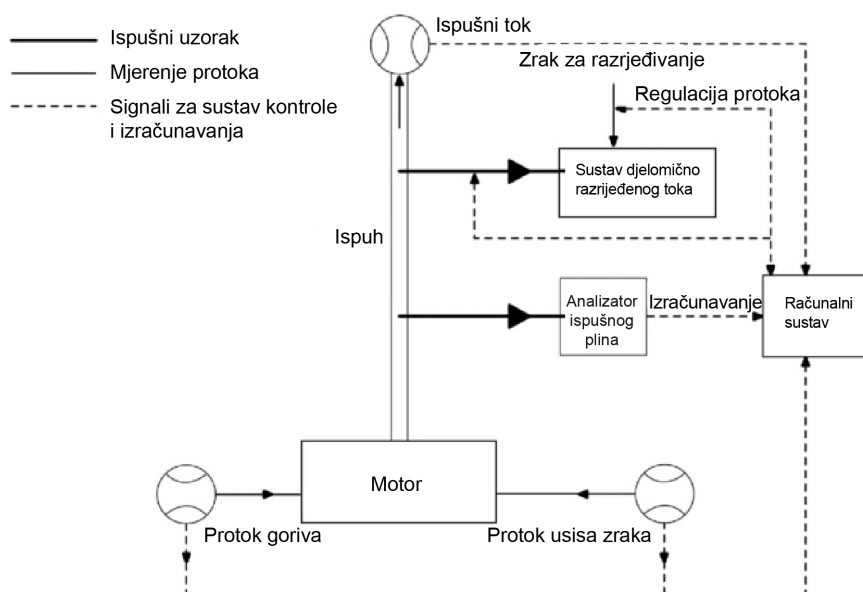 Ispušni uzorak
Mjerenje protoka
Signali za sustav kontrole
i izračunavanja
Ispušni tok
Zrak za razrjeđivanje
Regulacija protoka
Sustav djelomično
razrijeđenog toka
Ispuh
Analizator
ispušnog
plina
Izračunavanje
Računalni
sustav
Motor
Protok goriva
Protok usisa zraka